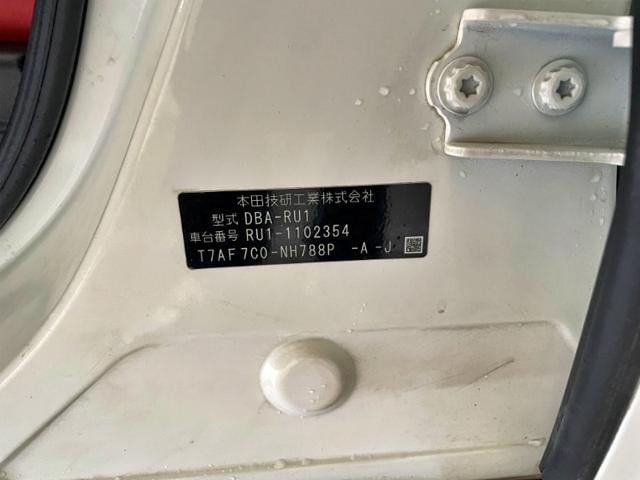 本田技研工業株式会社
型式 DBA-RU1
車台番号 RU1-1102354
T7AF 7C0-NH788P -A -J